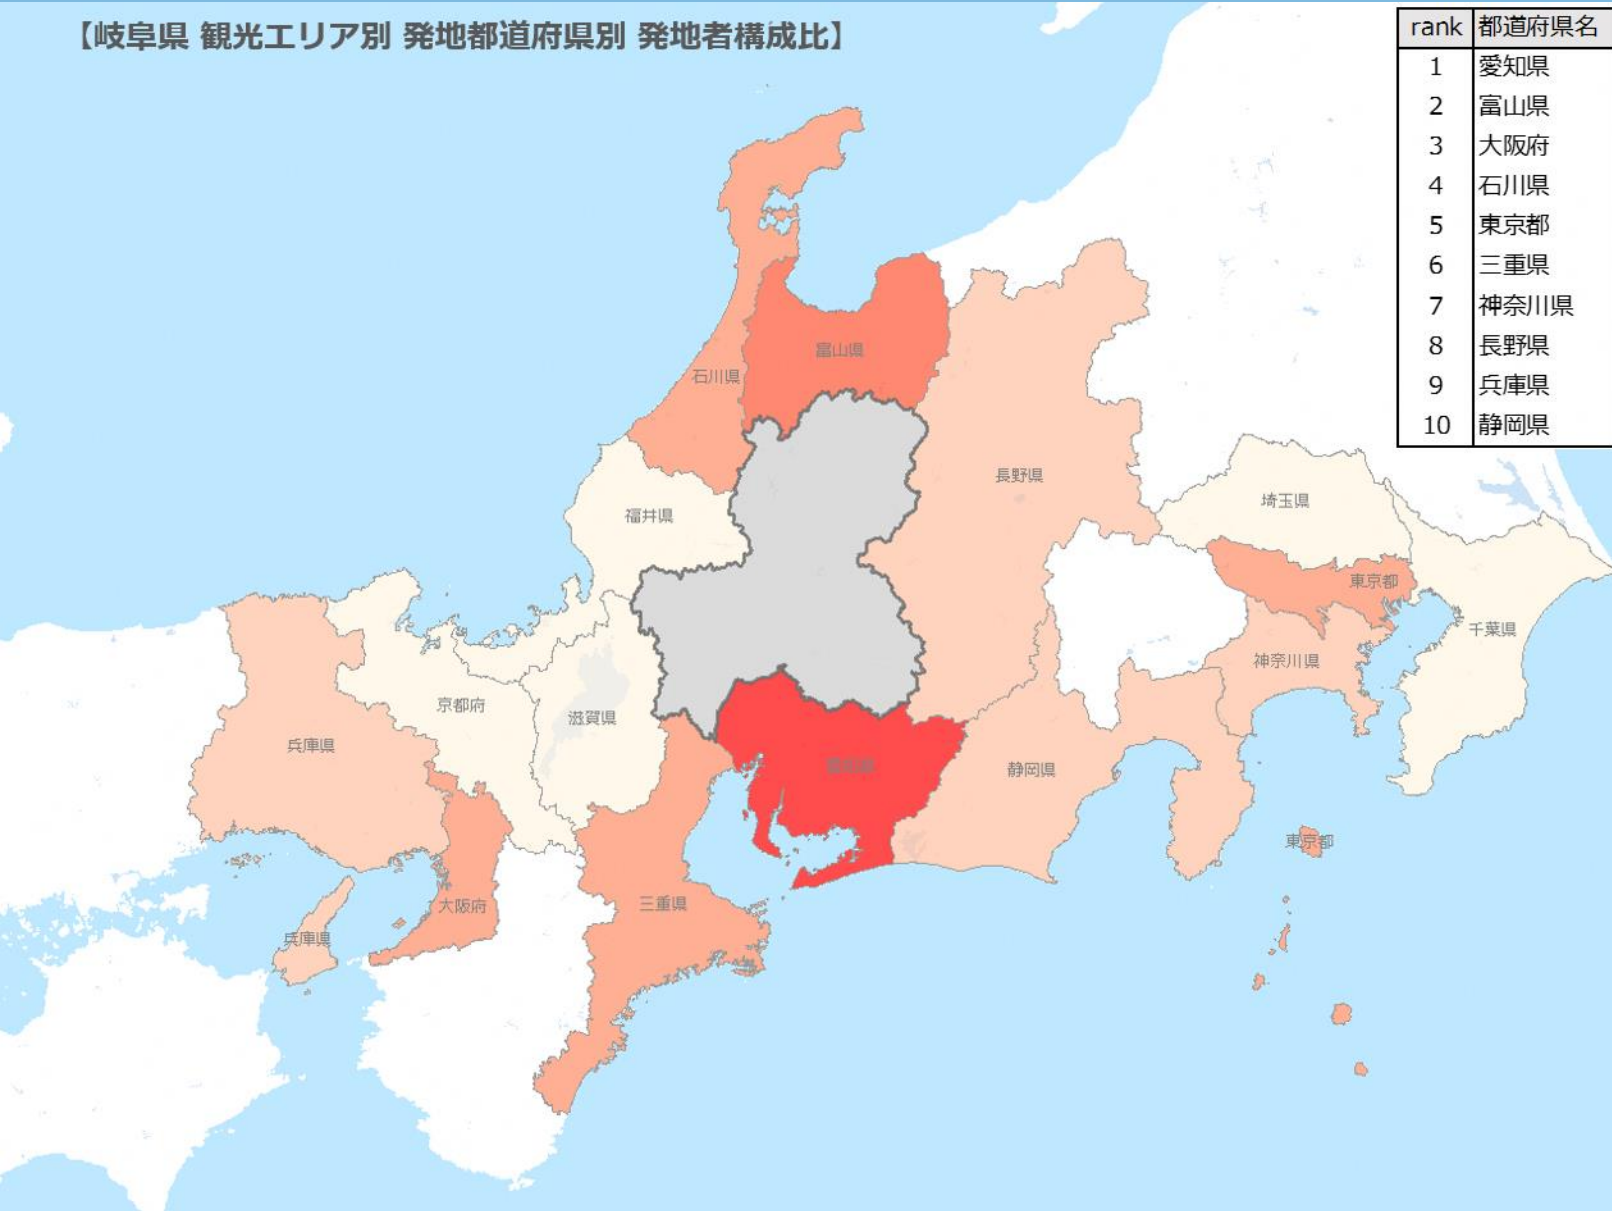 【岐阜県 観光エリア別 発地都道府県別 発地者構成比】
rank 都道府県名
1 愛知県
2 富山県
3 大阪府
4 石川県
5 東京都
6 三重県
7 神奈川県
8 長野県
9 兵庫県
10 静岡県
富山県
石川県
長野県
埼玉県
福井県
東京都
千葉県
神奈川県
京都府
滋賀県
兵庫県
静岡県
東京都
三重県
大阪府
兵庫県